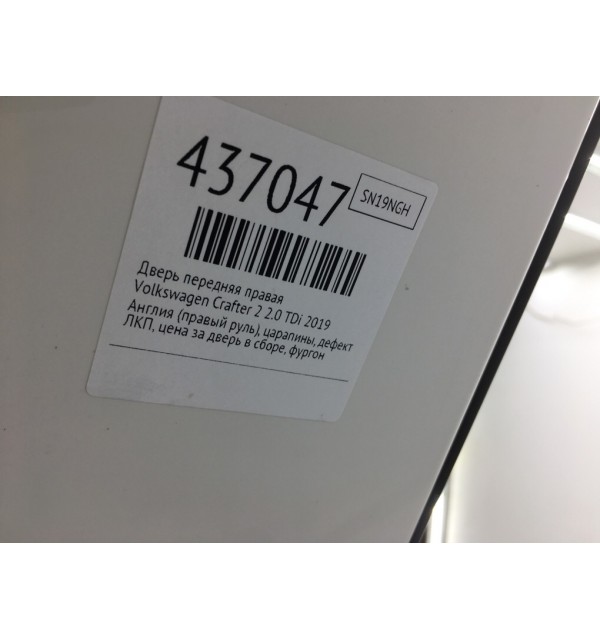 437047
SN19NGH
Дверь передняя правая
Volkswagen Crafter 2 2.0 TDi 2019
Англия (правый руль), царапины, дефект
ЛКП, цена за дверь в сборе, фургон